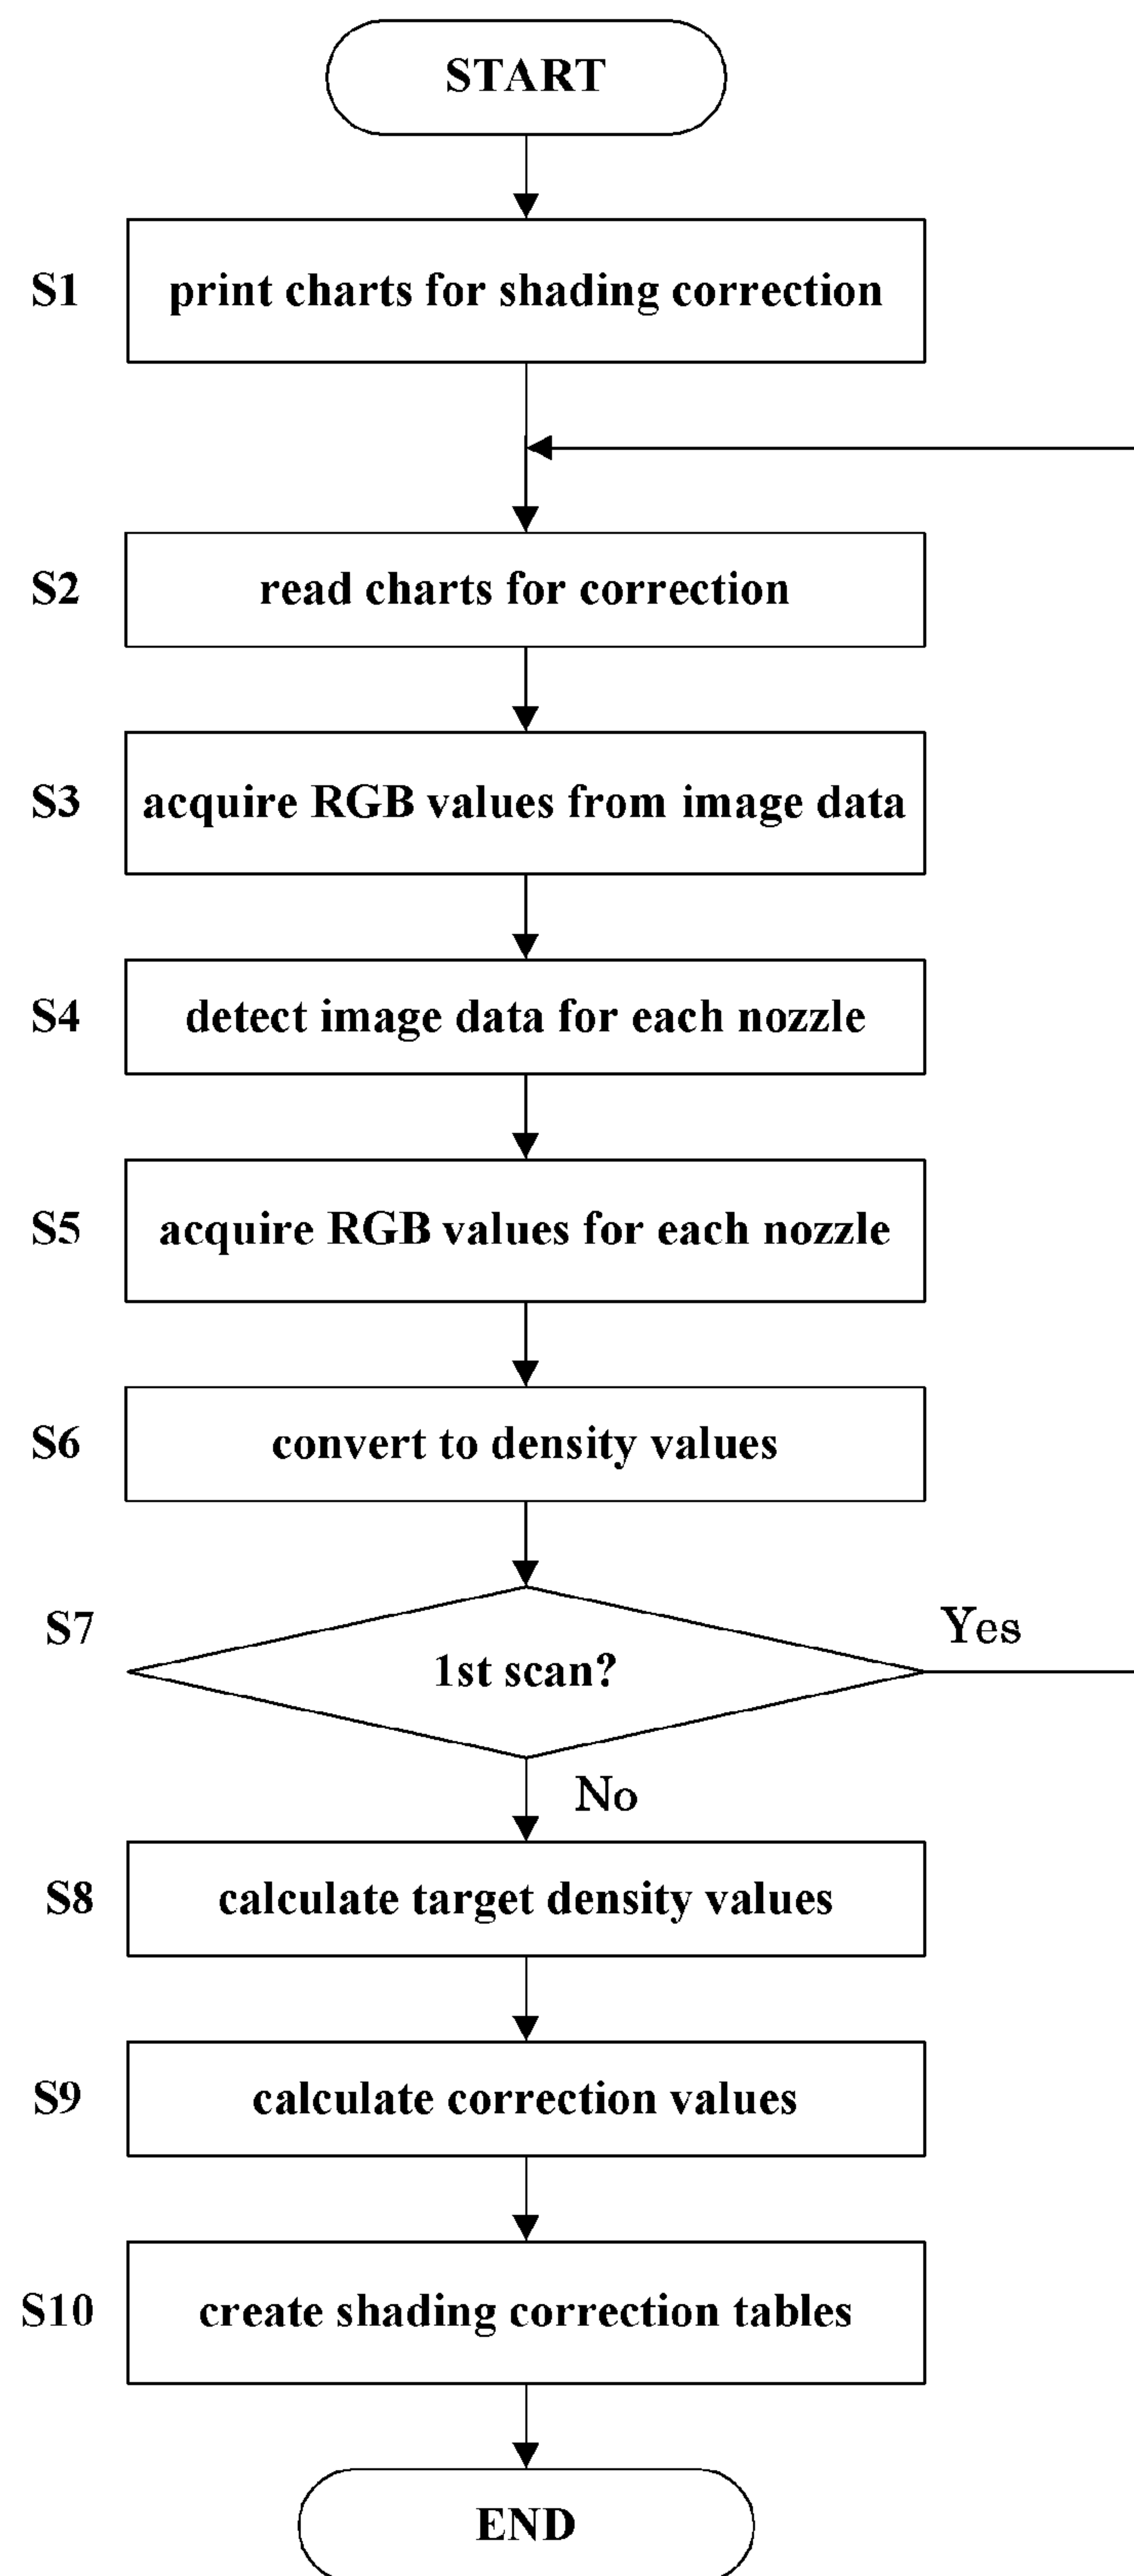 START
S1 print charts for shading correction
S2 read charts for correction
S3 acquire RGB values from image data
S4 detect image data for each nozzle
S5 acquire RGB values for each nozzle
S6 convert to density values
S7 1st scan? Yes
No
S8 calculate target density values
S9 calculate correction values
S10 create shading correction tables
END